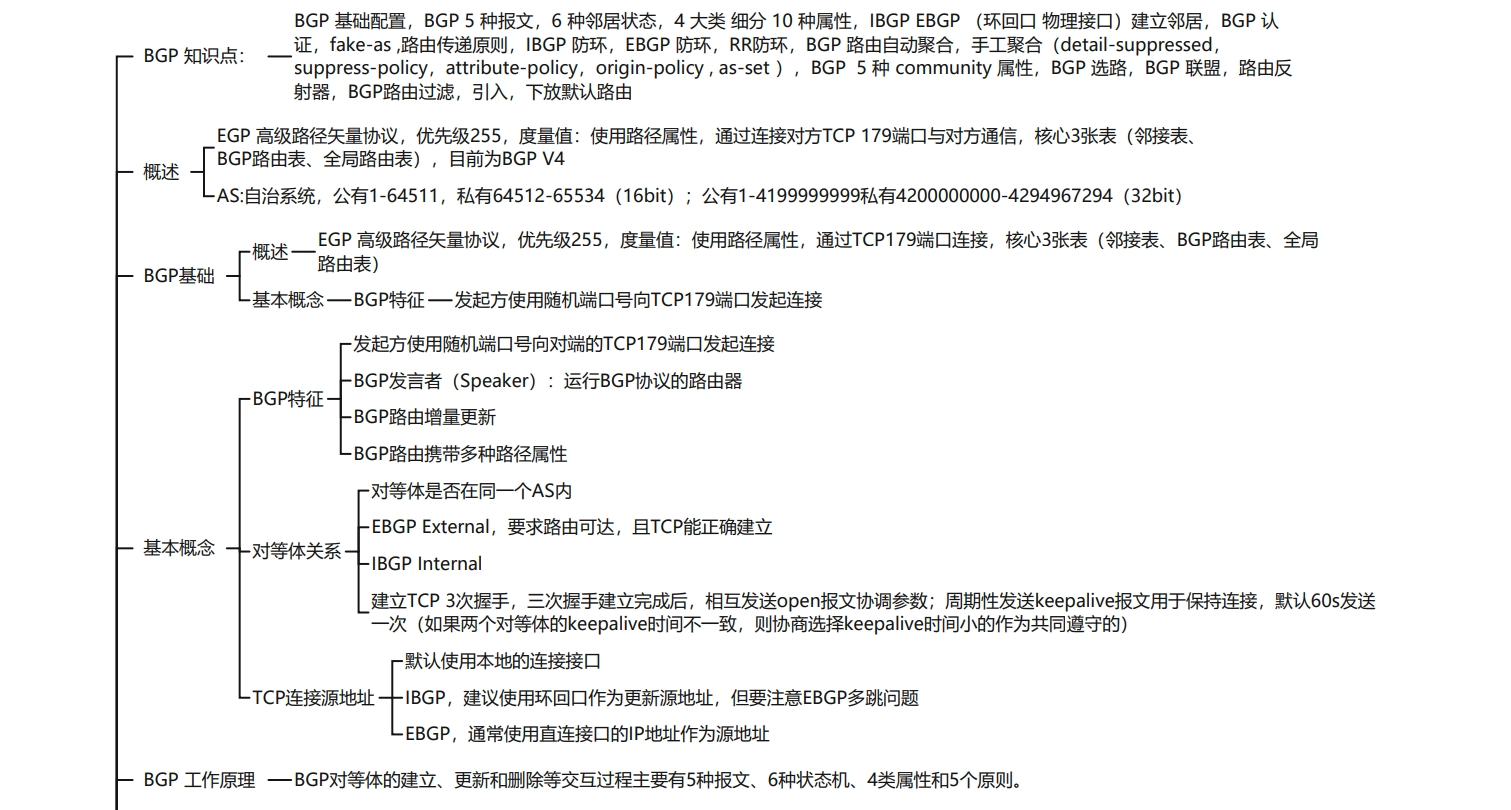 BGP 知识点：
BGP 基础配置，BGP 5 种报文，6 种邻居状态，4 大类 细分 10 种属性，IBGP EBGP （环回口 物理接口）建立邻居，BGP 认
证，fake-as ,路由传递原则，IBGP 防环，EBGP 防环，RR防环，BGP 路由自动聚合，手工聚合（detail-suppressed，
suppress-policy，attribute-policy，origin-policy , as-set ），BGP 5 种 community 属性，BGP 选路，BGP 联盟，路由反
射器，BGP路由过滤，引入，下放默认路由
概述
EGP 高级路径矢量协议，优先级255，度量值：使用路径属性，通过连接对方TCP 179端口与对方通信，核心3张表（邻接表、
BGP路由表、全局路由表），目前为BGP V4
AS:自治系统，公有1-64511，私有64512-65534（16bit）；公有1-4199999999私有4200000000-4294967294（32bit）
BGP基础
概述
EGP 高级路径矢量协议，优先级255，度量值：使用路径属性，通过TCP179端口连接，核心3张表（邻接表、BGP路由表、全局
路由表）
基本概念
BGP特征
发起方使用随机端口号向TCP179端口发起连接
基本概念
BGP特征
发起方使用随机端口号向对端的TCP179端口发起连接
BGP发言者（Speaker）：运行BGP协议的路由器
BGP路由增量更新
BGP路由携带多种路径属性
对等体关系
对等体是否在同一个AS内
EBGP External，要求路由可达，且TCP能正确建立
IBGP Internal
建立TCP 3次握手，三次握手建立完成后，相互发送open报文协调参数；周期性发送keepalive报文用于保持连接，默认60s发送
一次（如果两个对等体的keepalive时间不一致，则协商选择keepalive时间小的作为共同遵守的）
TCP连接源地址
默认使用本地的连接接口
IBGP，建议使用环回口作为更新源地址，但要注意EBGP多跳问题
EBGP，通常使用直连接口的IP地址作为源地址
BGP 工作原理
BGP对等体的建立、更新和删除等交互过程主要有5种报文、6种状态机、4类属性和5个原则。